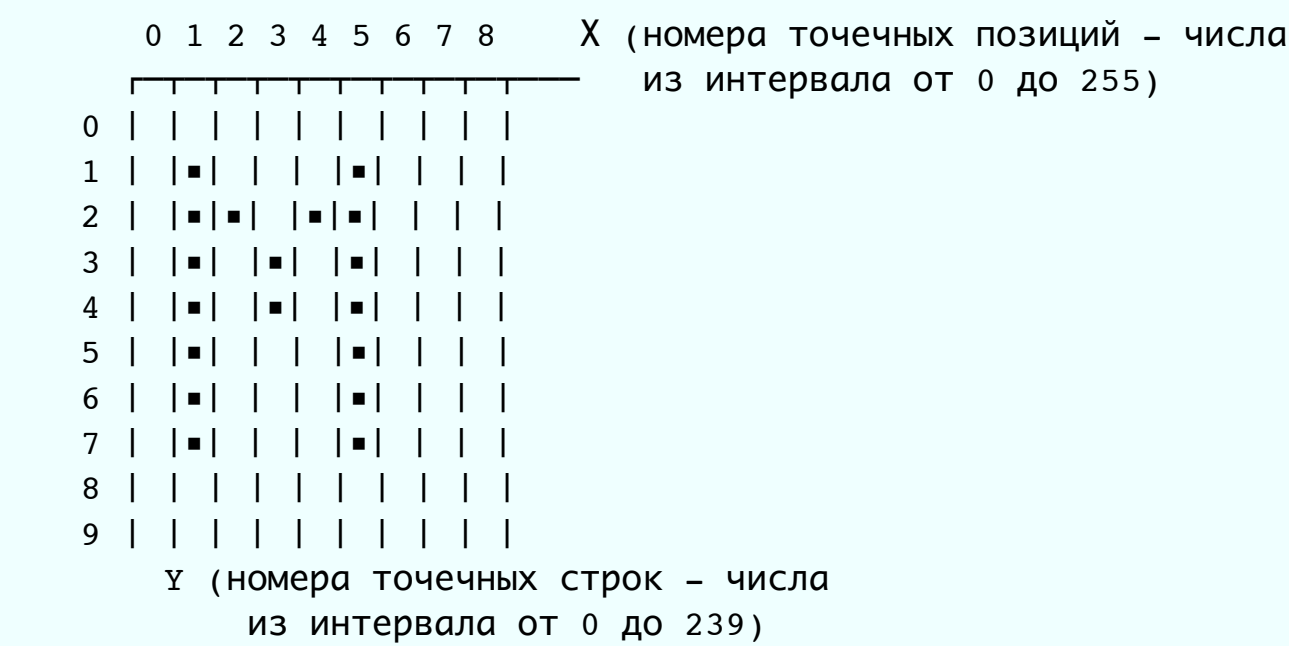 0 1 2 3 4 5 6 7 8 X (номера точечных позиций – числа
┌─┬─┬─┬─┬─┬─┬─┬─┬─┬─── из интервала от 0 до 255)
0 | | | | | | | | | |
1 | |▪| | | |▪| | | |
2 | |▪|▪| |▪|▪| | | |
3 | |▪| |▪| |▪| | | |
4 | |▪| |▪| |▪| | | |
5 | |▪| | | |▪| | | |
6 | |▪| | | |▪| | | |
7 | |▪| | | |▪| | | |
8 | | | | | | | | | |
9 | | | | | | | | | |
Y (номера точечных строк – числа
из интервала от 0 до 239)